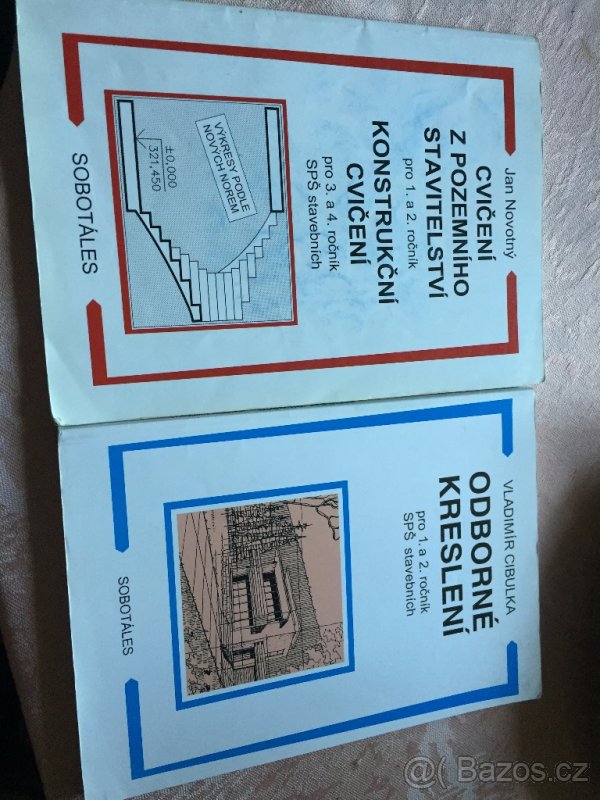 Jan Novotný
CVIČENÍ
Z POZEMNÍHO
STAVITELSTVÍ
pro 1. a 2. ročník
KONSTRUKČNÍ
CVIČENÍ
pro 3. a 4. ročník
SPŠ stavebních
VÝKRESY PODLE
NOVÝCH NOREM
±0,000
321,450
SOBOTÁLES
VLADIMÍR CIBULKA
ODBORNÉ
KRESLENÍ
pro 1. a 2. ročník
SPŠ stavebních
SOBOTÁLES
@( Bazos.cz